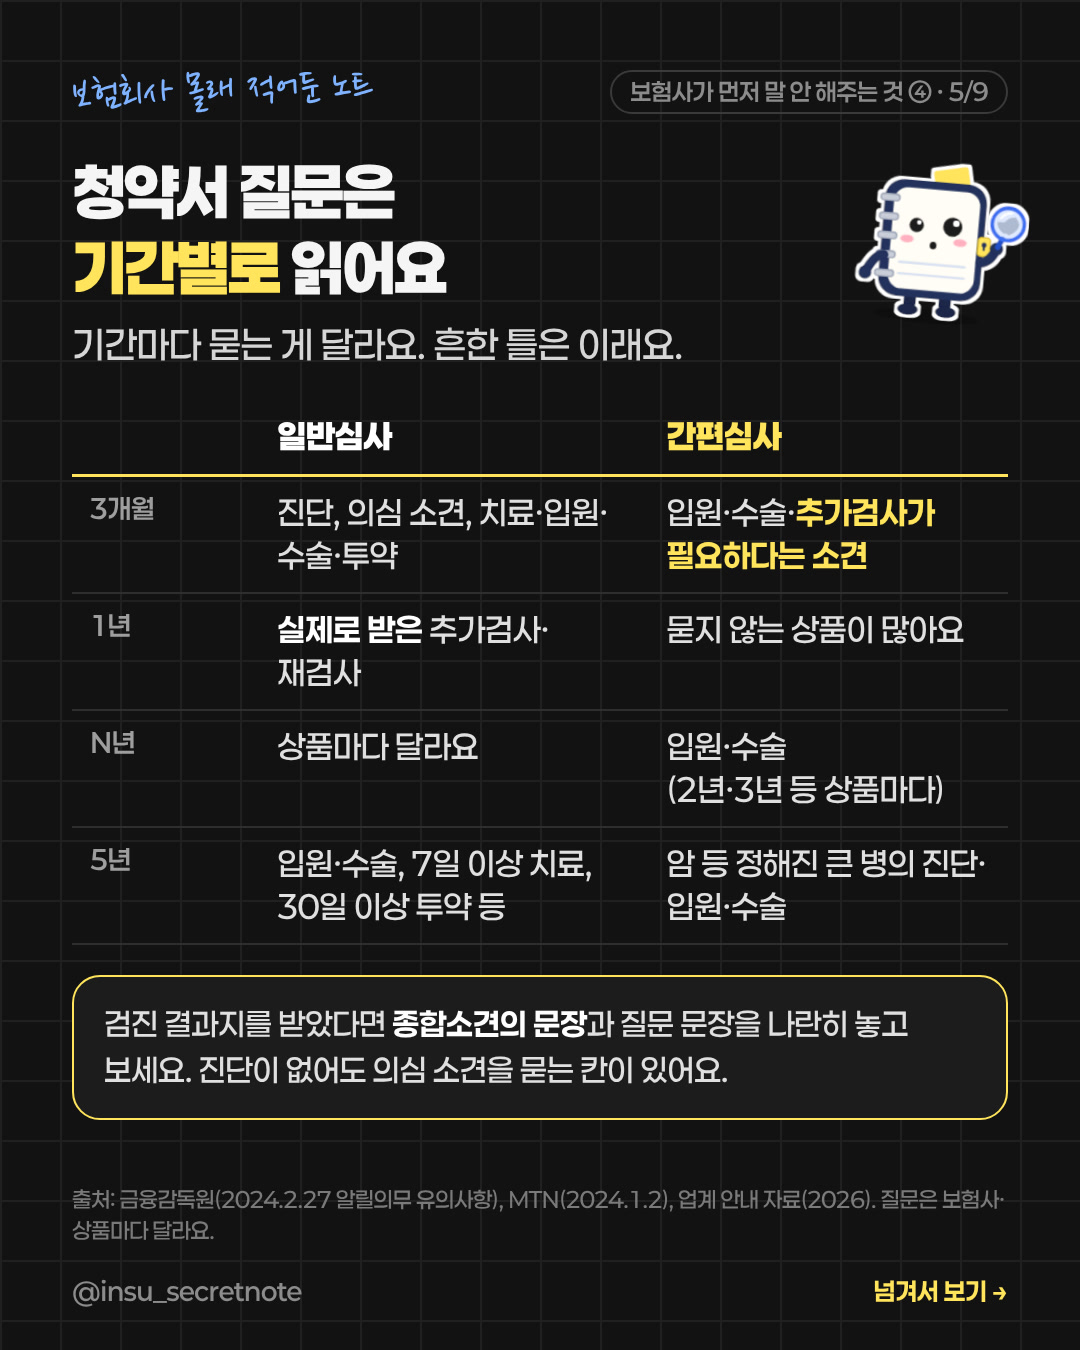 보험회사 몰래 적어둔 노트
보험사가 먼저 말 안 해주는 것 ④ · 5/9
청약서 질문은
기간별로 읽어요
기간마다 묻는 게 달라요. 흔한 틀은 이래요.
일반심사 간편심사
3개월 진단, 의심 소견, 치료·입원· 입원·수술·추가검사가
수술·투약 필요하다는 소견
1년 실제로 받은 추가검사· 묻지 않는 상품이 많아요
재검사
N년 상품마다 달라요 입원·수술
(2년·3년 등 상품마다)
5년 입원·수술, 7일 이상 치료, 암 등 정해진 큰 병의 진단·
30일 이상 투약 등 입원·수술
검진 결과지를 받았다면 종합소견의 문장과 질문 문장을 나란히 놓고
보세요. 진단이 없어도 의심 소견을 묻는 칸이 있어요.
출처: 금융감독원(2024.2.27 알릴의무 유의사항), MTN(2024.1.2), 업계 안내 자료(2026). 질문은 보험사·
상품마다 달라요.
@insu_secretnote 넘겨서 보기 →